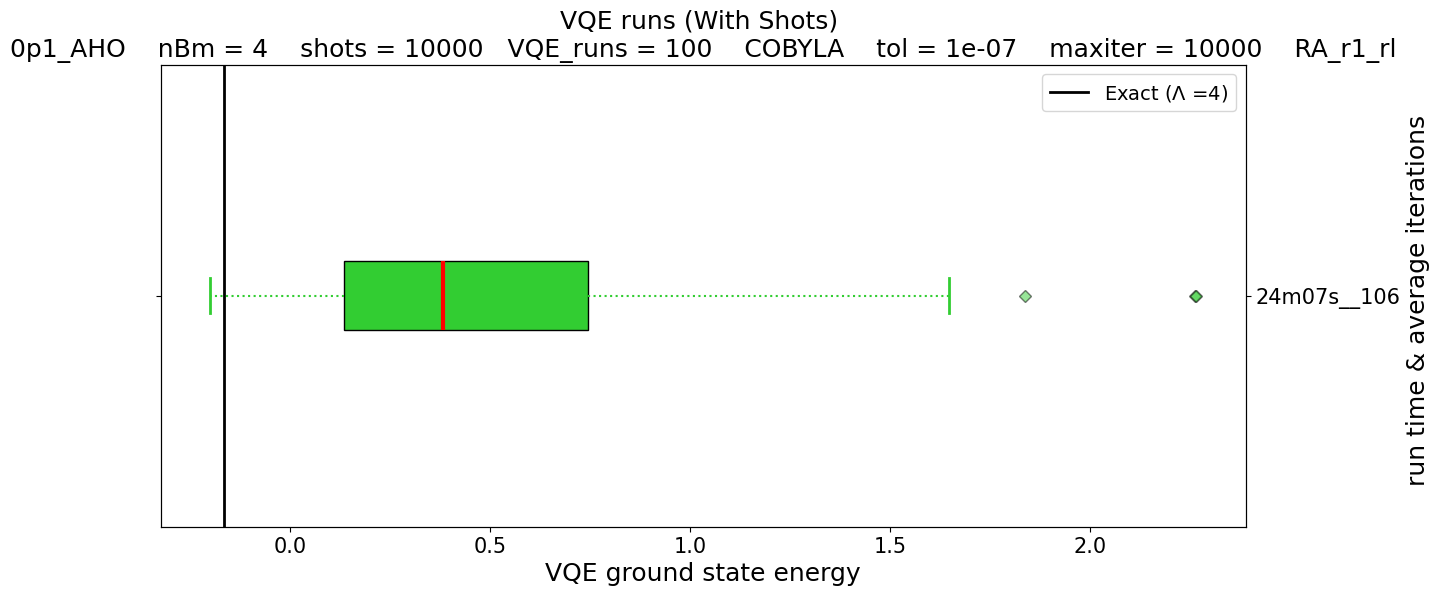 VQE runs (With Shots)
0p1_AHO nBm = 4 shots = 10000 VQE_runs = 100 COBYLA tol = 1e-07 maxiter = 10000 RA_r1_rl
Exact (Λ =4)
24m07s__106
run time & average iterations
0.0 0.5 1.0 1.5 2.0
VQE ground state energy